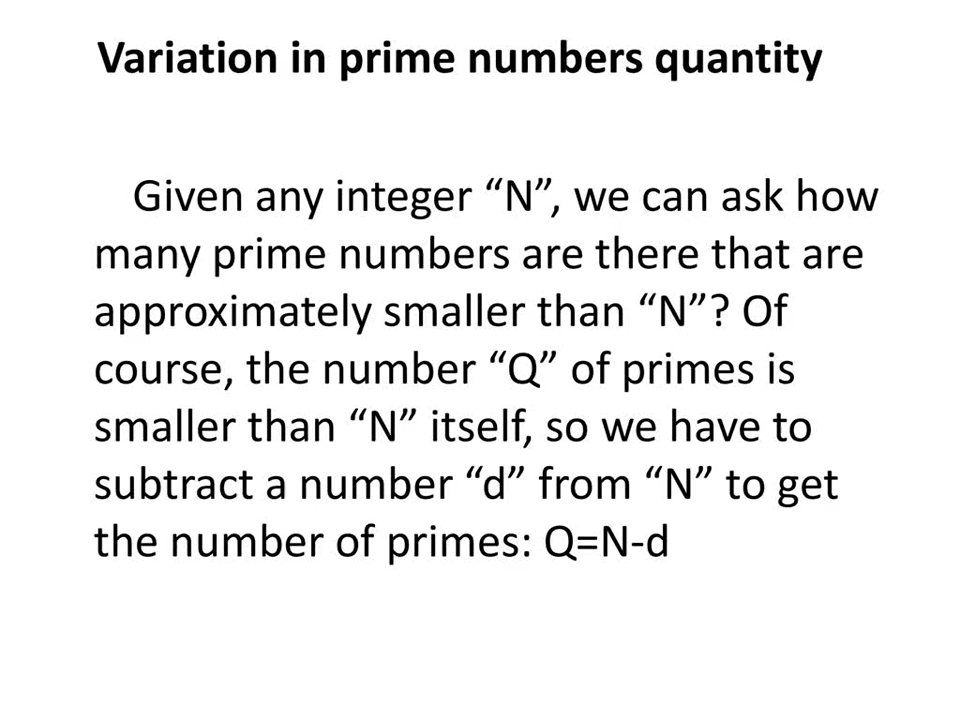 Variation in prime numbers quantity
Given any integer “N”, we can ask how
many prime numbers are there that are
approximately smaller than “N”? Of
course, the number “Q” of primes is
smaller than “N” itself, so we have to
subtract a number “d” from “N” to get
the number of primes: Q=N-d